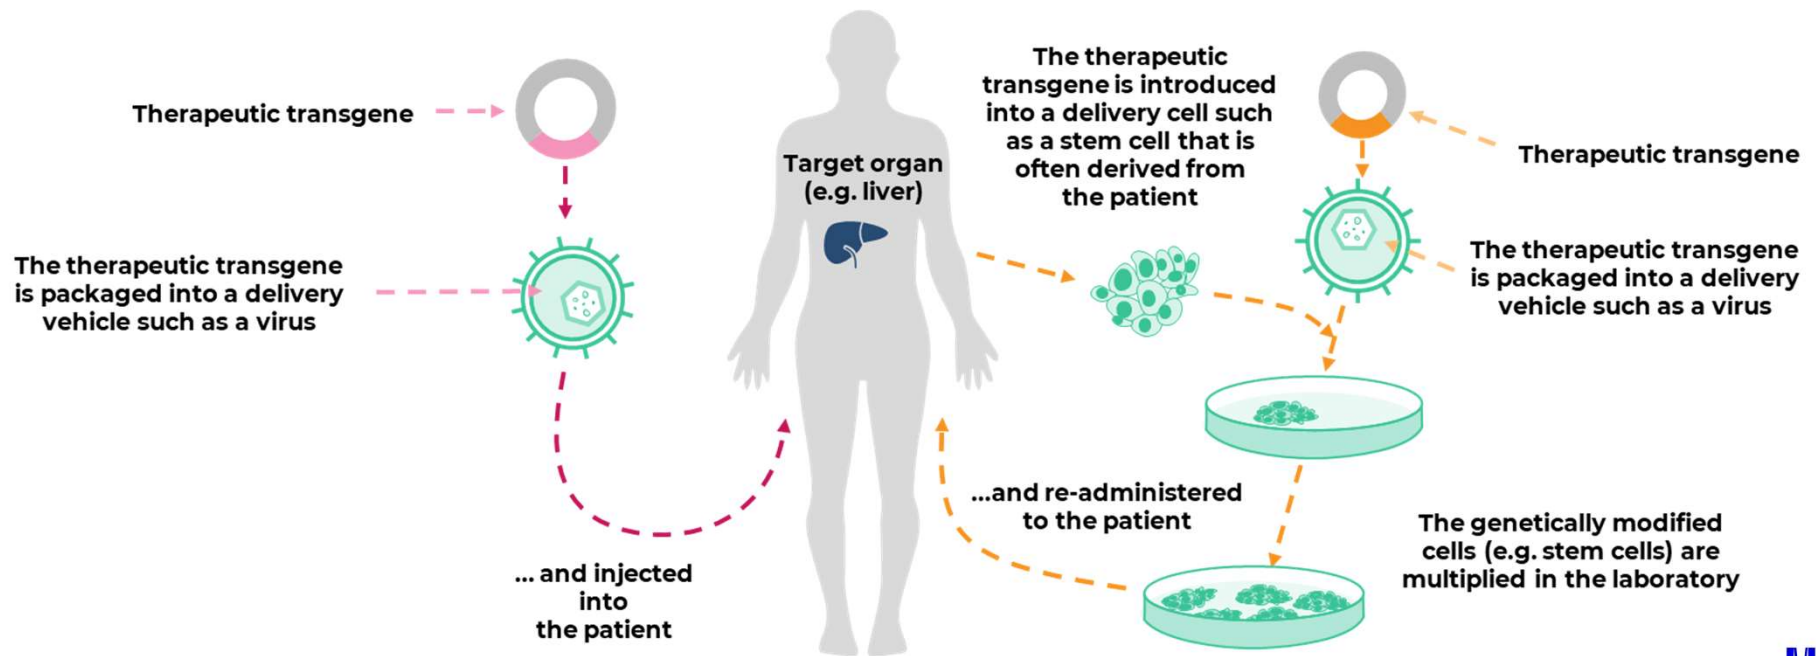 Therapeutic transgene
The therapeutic transgene
is packaged into a delivery
vehicle such as a virus
... and injected
into
the patient
Target organ
(e.g. liver)
The therapeutic
transgene is introduced
into a delivery cell such
as a stem cell that is
often derived from
the patient
Therapeutic transgene
The therapeutic transgene
is packaged into a delivery
vehicle such as a virus
...and re-administered
to the patient
The genetically modified
cells (e.g. stem cells) are
multiplied in the laboratory